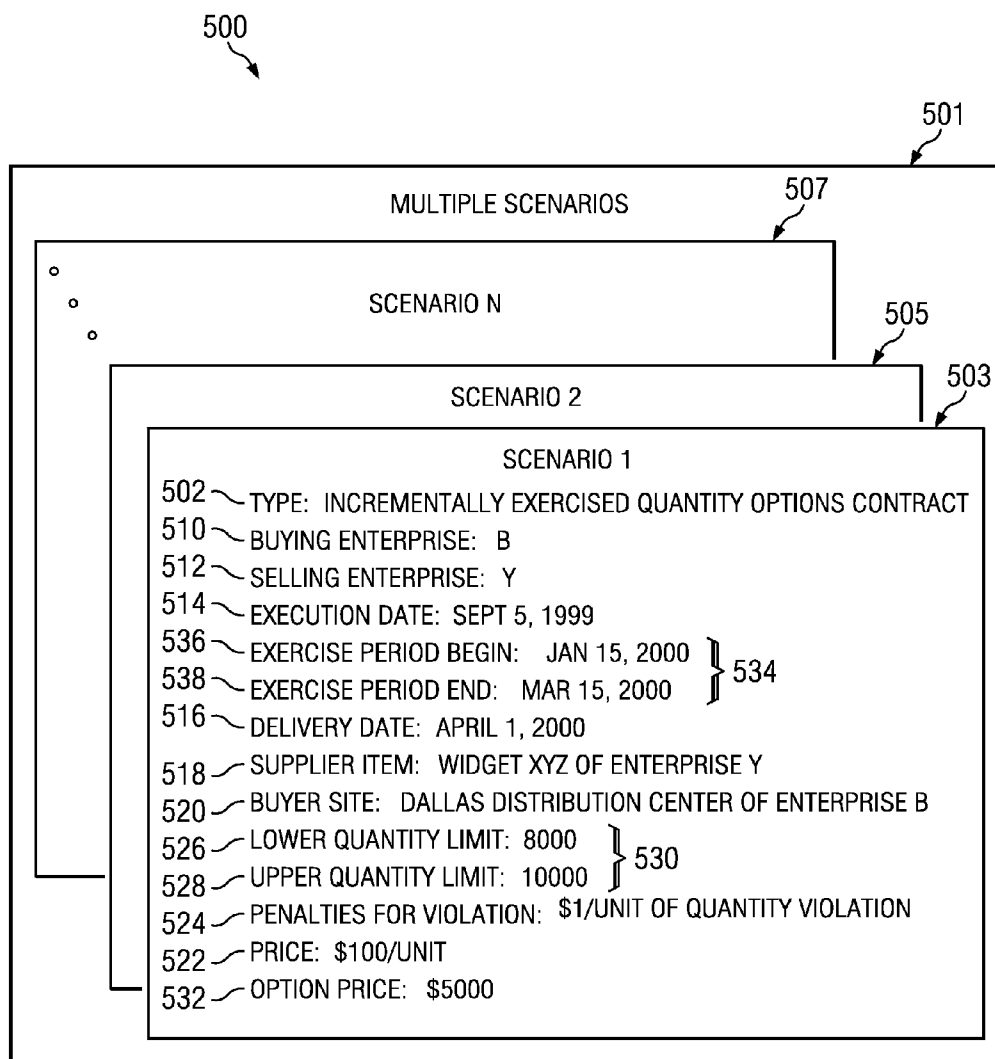 500
501
MULTIPLE SCENARIOS
507
SCENARIO N
505
SCENARIO 2
503
SCENARIO 1
502 TYPE: INCREMENTALLY EXERCISED QUANTITY OPTIONS CONTRACT
510 BUYING ENTERPRISE: B
512 SELLING ENTERPRISE: Y
514 EXECUTION DATE: SEPT 5, 1999
536 EXERCISE PERIOD BEGIN: JAN 15, 2000
534
538 EXERCISE PERIOD END: MAR 15, 2000
516 DELIVERY DATE: APRIL 1, 2000
518 SUPPLIER ITEM: WIDGET XYZ OF ENTERPRISE Y
520 BUYER SITE: DALLAS DISTRIBUTION CENTER OF ENTERPRISE B
526 LOWER QUANTITY LIMIT: 8000
530
528 UPPER QUANTITY LIMIT: 10000
524 PENALTIES FOR VIOLATION: $1/UNIT OF QUANTITY VIOLATION
522 PRICE: $100/UNIT
532 OPTION PRICE: $5000